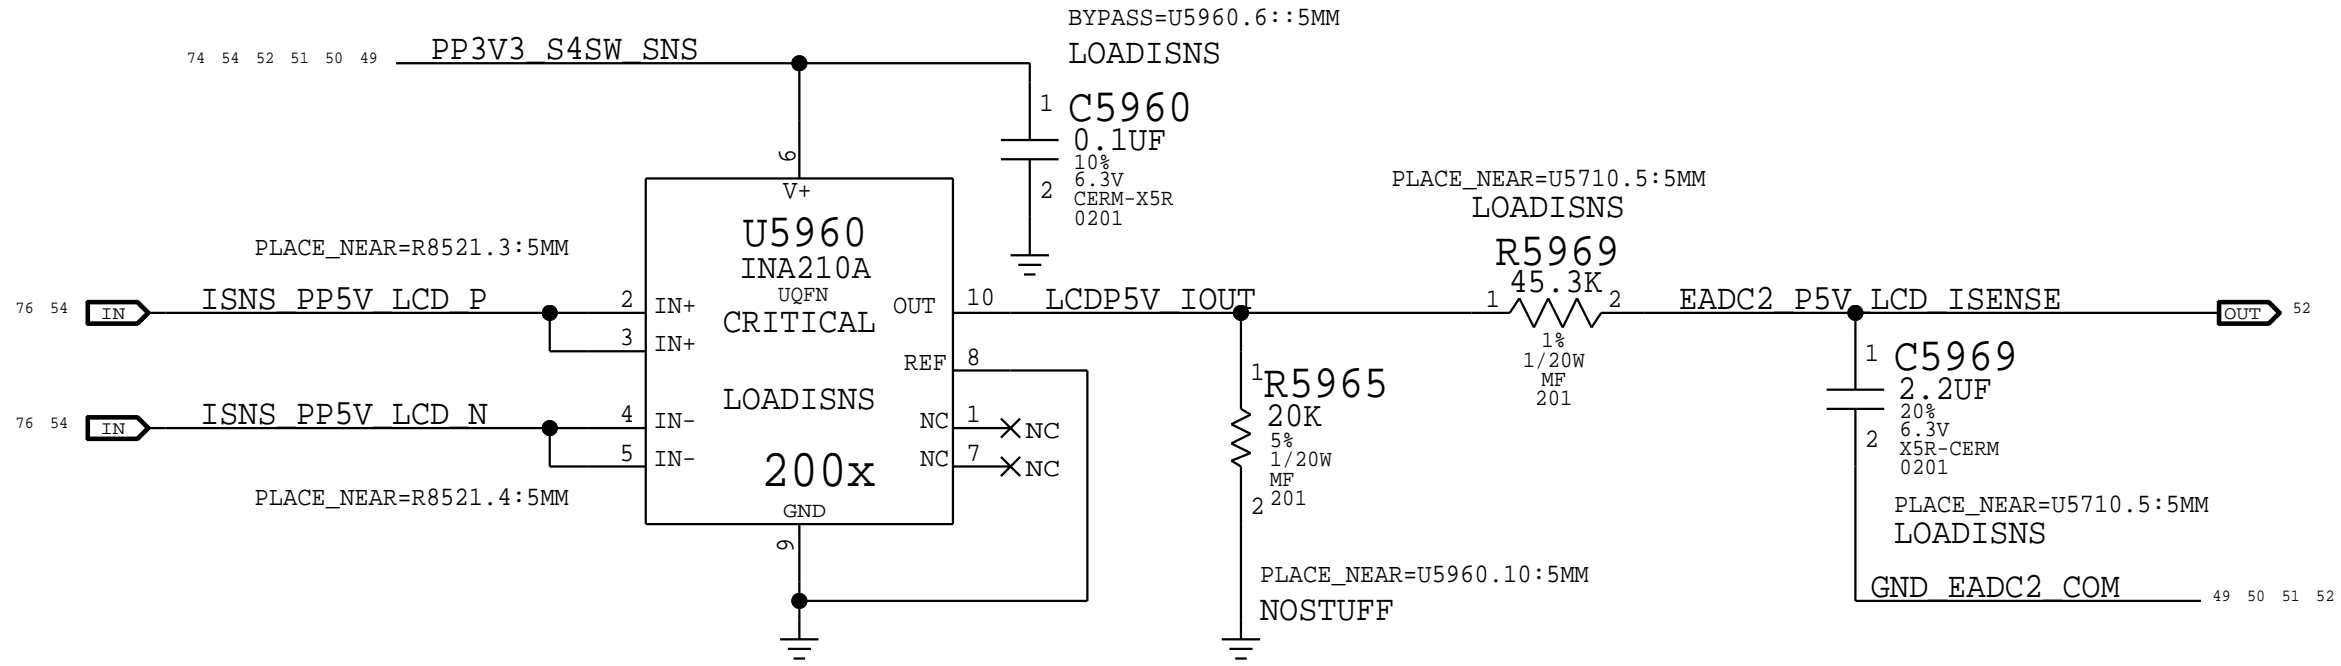 BYPASS=U5960.6::5MM
LOADISNS
74 54 52 51 50 49
PP3V3_S4SW_SNS
1
C5960
0.1UF
10%
6.3V
CERM-X5R
0201
2
6
V+
U5960
INA210A
UQFN
CRITICAL
LOADISNS
200x
GND
9
PLACE_NEAR=R8521.3:5MM
76 54
IN
ISNS_PP5V_LCD_P
2
IN+
3
IN+
76 54
IN
ISNS_PP5V_LCD_N
4
IN-
5
IN-
PLACE_NEAR=R8521.4:5MM
OUT
10
LCDP5V_IOUT
REF
8
NC
1
NC
NC
7
NC
PLACE_NEAR=U5710.5:5MM
LOADISNS
R5969
45.3K
1
2
1%
1/20W
MF
201
1
R5965
20K
5%
1/20W
MF
201
2
PLACE_NEAR=U5960.10:5MM
NOSTUFF
EADC2_P5V_LCD_ISENSE
OUT
52
1
C5969
2.2UF
20%
6.3V
X5R-CERM
0201
2
PLACE_NEAR=U5710.5:5MM
LOADISNS
GND_EADC2_COM
49 50 51 52